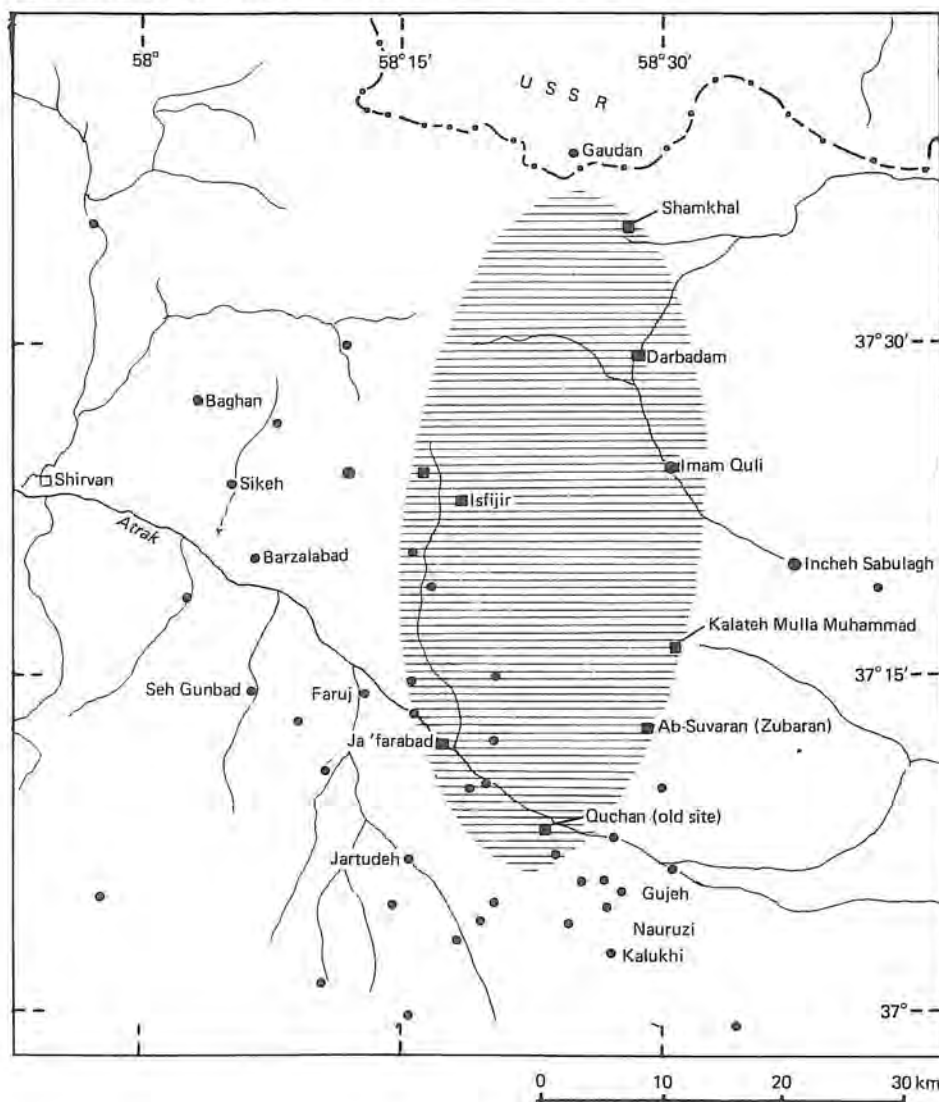 58°
58° 15'
58° 30'
USSR
Gaudan
Shamkhal
37° 30'
Darbadam
Baghan
Imam Quli
Shirvan
Sikeh
Isfijir
Atrak
Barzalabad
Incheh Sabulagh
Kalateh Mulla Muhammad
37° 15'
Seh Gunbad
Faruj
Ja'farabad
Ab-Suvaran (Zubaran)
Quchan (old site)
Jartudeh
Gujeh
Nauruzi
Kalukhi
37°
0 10 20 30 km